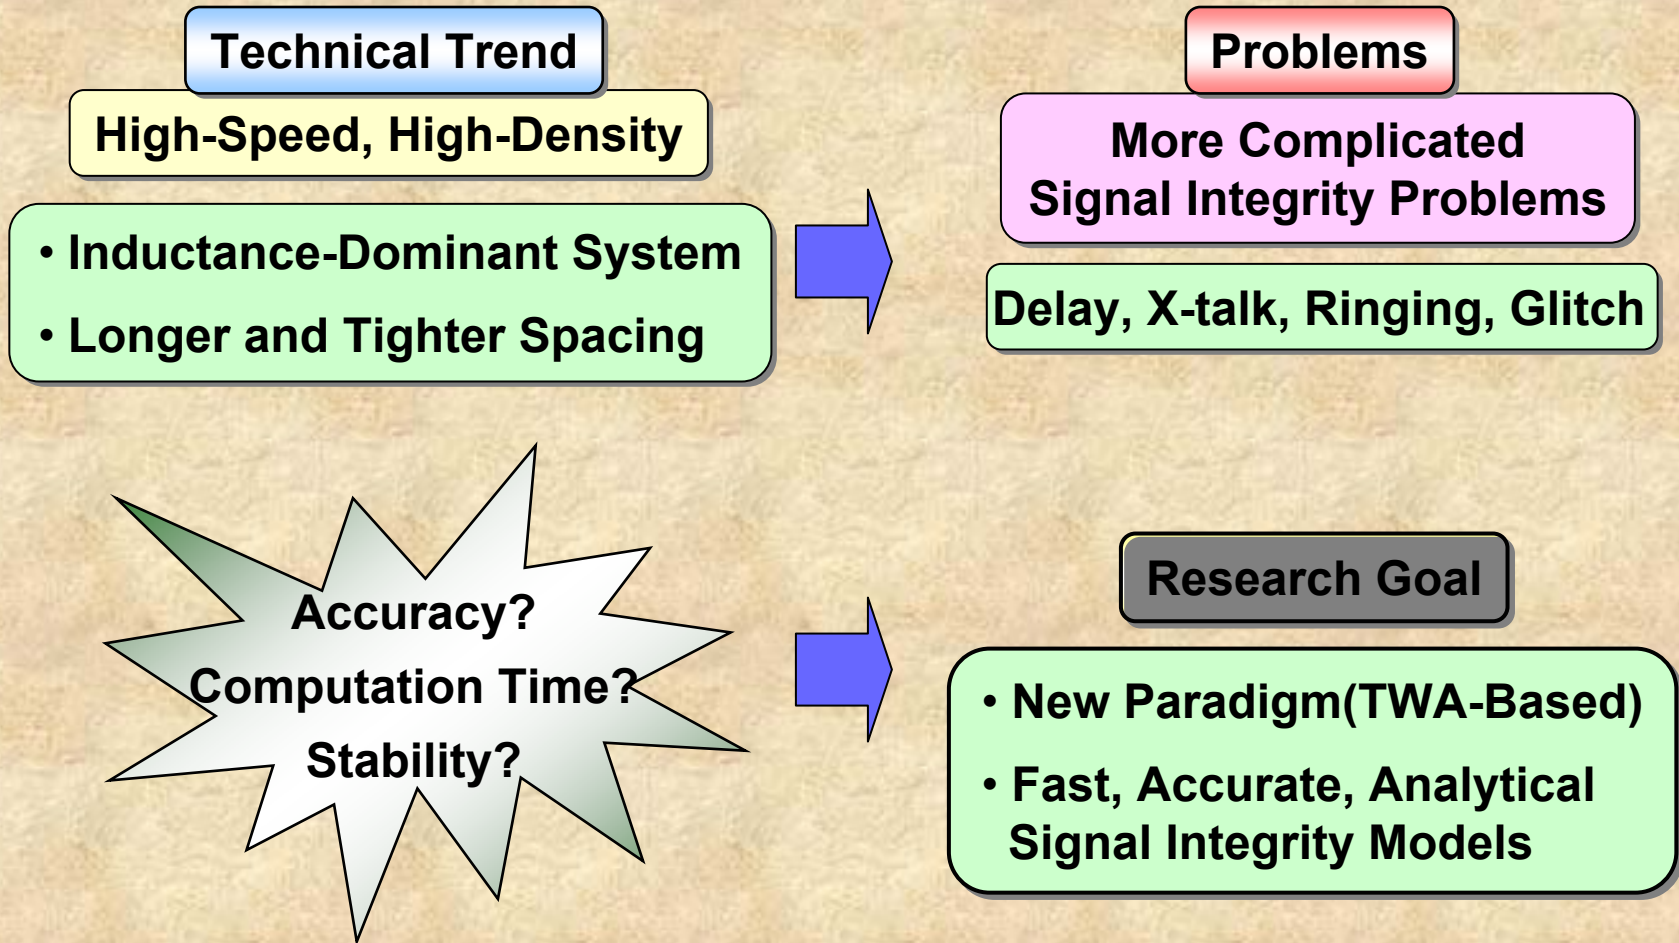 Technical Trend
High-Speed, High-Density
• Inductance-Dominant System
• Longer and Tighter Spacing
Problems
More Complicated
Signal Integrity Problems
Delay, X-talk, Ringing, Glitch
Accuracy?
Computation Time?
Stability?
Research Goal
• New Paradigm(TWA-Based)
• Fast, Accurate, Analytical
Signal Integrity Models